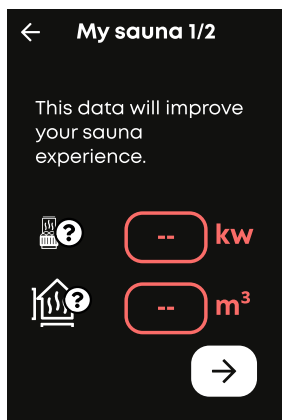 My sauna 1/2
This data will improve
your sauna
experience.
? -- kw
? -- m³